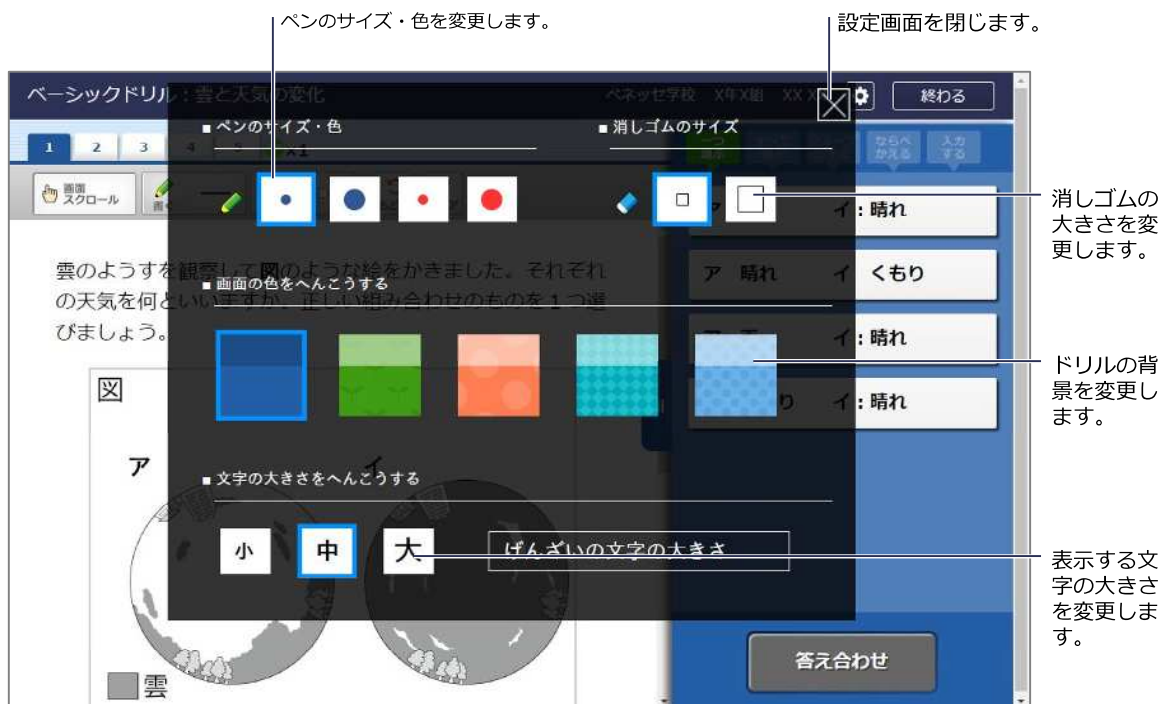 ペンのサイズ・色を変更します。
設定画面を閉じます。
ベーシックドリル：雲と天気の変化
ベネッセ学校 X年X組 XX X
終わる
■ペンのサイズ・色
■消しゴムのサイズ
1 2 3 4 5 x1
一つ選ぶ
ならべかえる
入力する
画面
スクロール
書く
消しゴムの
大きさを変
更します。
ア イ：晴れ
雲のようすを観察して図のような絵をかきました。それぞれ
の天気を何といいますか。正しい組み合わせのものを１つ選
びましょう。
ア 晴れ イ くもり
■画面の色をへんこうする
ア イ：晴れ
ドリルの背
景を変更し
ます。
り イ：晴れ
図
ア
イ
■文字の大きさをへんこうする
小 中 大
げんざいの文字の大きさ
表示する文
字の大きさ
を変更しま
す。
答え合わせ
雲